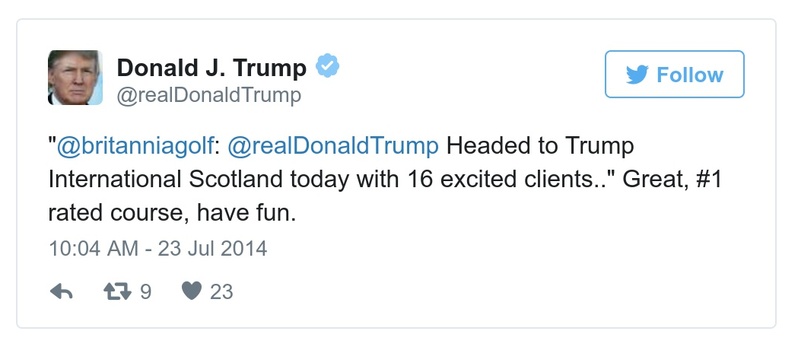 Donald J. Trump
@realDonaldTrump
Follow
"@britanniagolf: @realDonaldTrump Headed to Trump
International Scotland today with 16 excited clients.." Great, #1
rated course, have fun.
10:04 AM - 23 Jul 2014
9 23